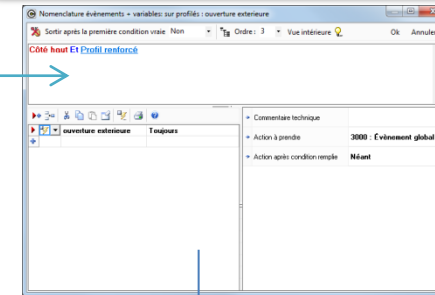 Nomenclature évènements + variables: sur profilés : ouverture exterieure
Sortir après la première condition vraie Non Ordre : 3 Vue intérieure Ok Annuler
Côté haut Et Profil renforcé
Commentaire technique
ouverture exterieure Toujours
Action à prendre 3000 : Évènement global
Action après condition remplie Néant